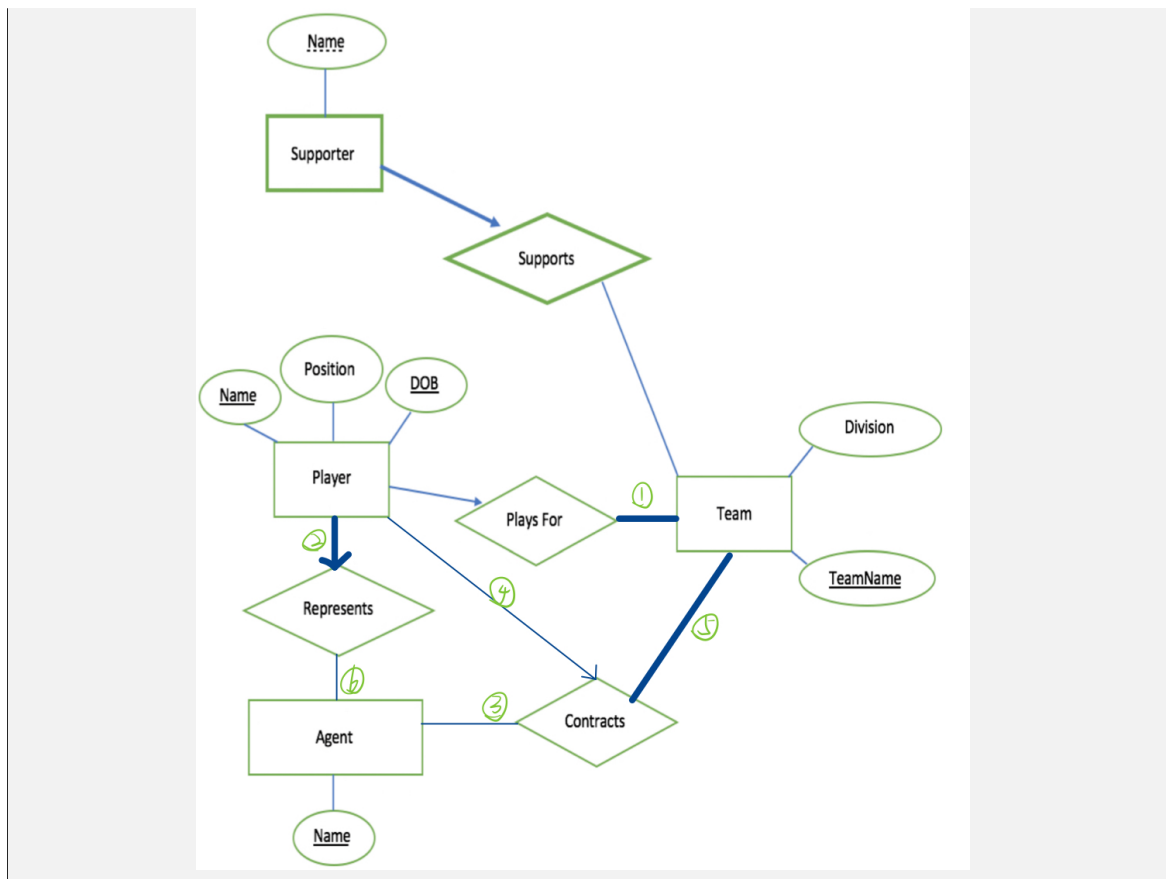 Name
Supporter
Supports
Position
DOB
Name
Player
Division
Plays For
①
Team
②
TeamName
Represents
④
⑤
⑥
③
Contracts
Agent
Name